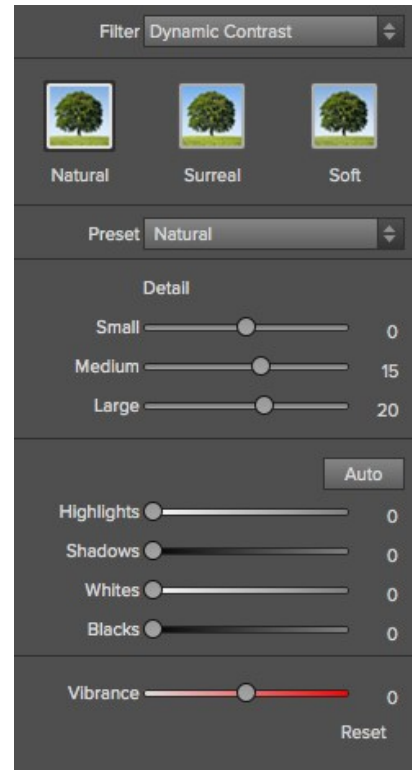 Filter Dynamic Contrast
Natural Surreal Soft
Preset Natural
Detail
Small 0
Medium 15
Large 20
Auto
Highlights 0
Shadows 0
Whites 0
Blacks 0
Vibrance 0
Reset